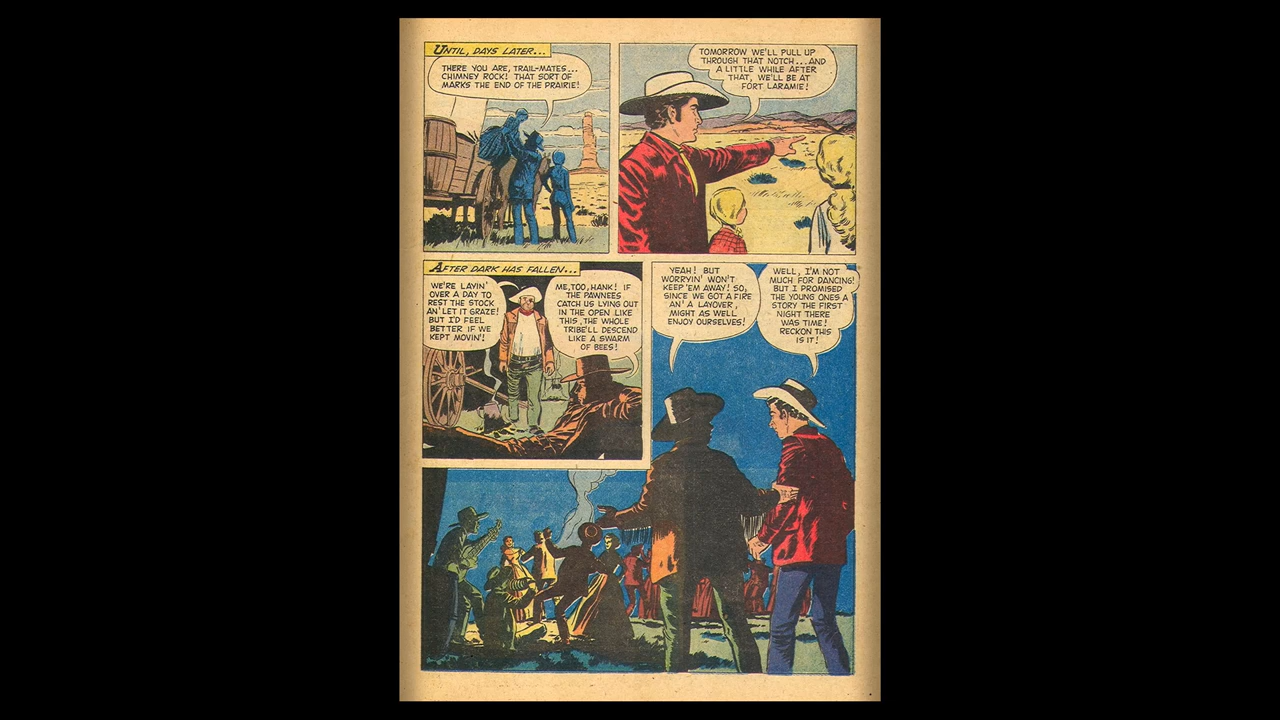 UNTIL, DAYS LATER...
THERE YOU ARE, TRAIL-MATES...
CHIMNEY ROCK! THAT SORT OF
MARKS THE END OF THE PRAIRIE!
TOMORROW WE'LL PULL UP
THROUGH THAT NOTCH...AND
A LITTLE WHILE AFTER
THAT, WE'LL BE AT
FORT LARAMIE!
AFTER DARK HAS FALLEN...
WE'RE LAYIN'
OVER A DAY TO
REST THE STOCK
AN' LET IT GRAZE!
BUT I'D FEEL
BETTER IF WE
KEPT MOVIN'!
ME, TOO, HANK! IF
THE PAWNEES
CATCH US LYING OUT
IN THE OPEN LIKE
THIS, THE WHOLE
TRIBE'LL DESCEND
LIKE A SWARM
OF BEES!
YEAH! BUT
WORRYIN' WON'T
KEEP 'EM AWAY! SO,
SINCE WE GOT A FIRE
AN' A LAYOVER,
MIGHT AS WELL
ENJOY OURSELVES!
WELL, I'M NOT
MUCH FOR DANCING!
BUT I PROMISED
THE YOUNG ONES A
STORY THE FIRST
NIGHT THERE
WAS TIME!
RECKON THIS
IS IT!